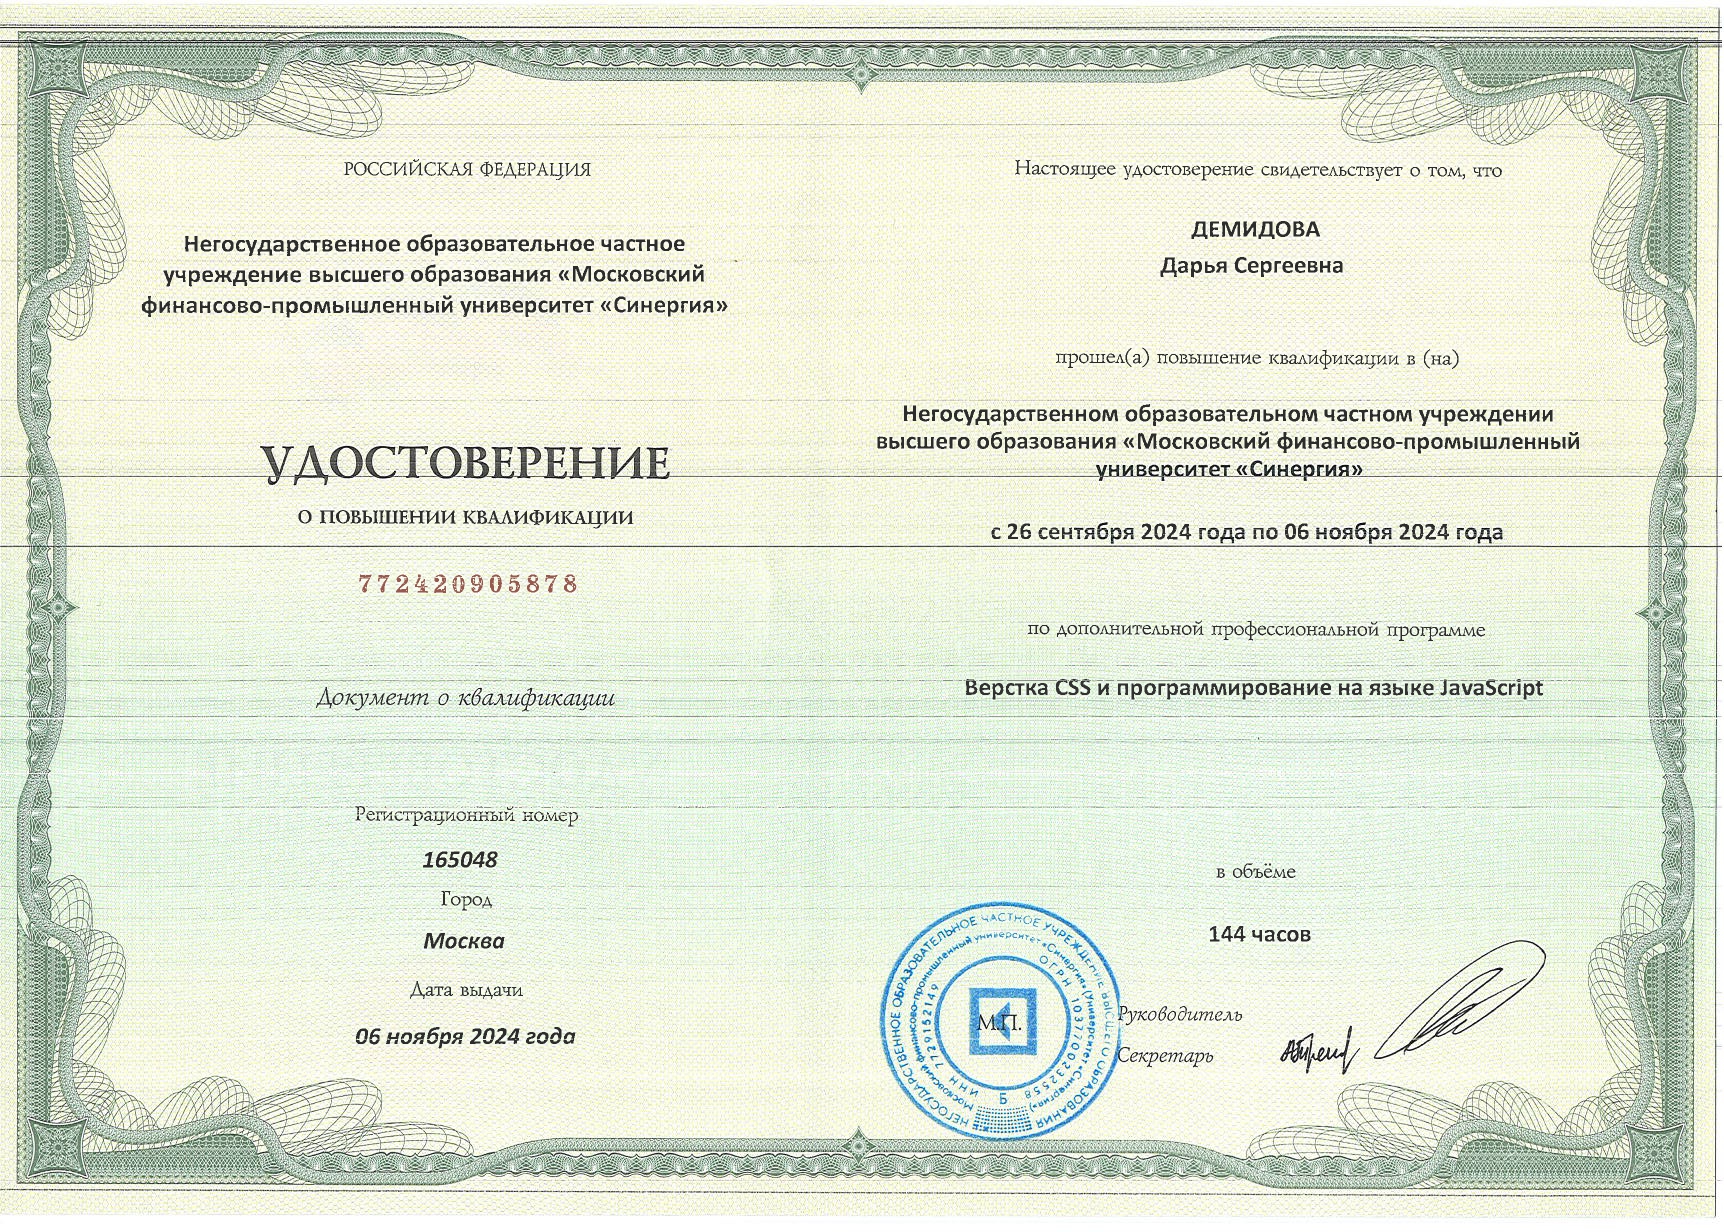 РОССИЙСКАЯ ФЕДЕРАЦИЯ
Негосударственное образовательное частное
учреждение высшего образования «Московский
финансово-промышленный университет «Синергия»
УДОСТОВЕРЕНИЕ
О ПОВЫШЕНИИ КВАЛИФИКАЦИИ
772420905878
Документ о квалификации
Регистрационный номер
165048
Город
Москва
Дата выдачи
06 ноября 2024 года
Настоящее удостоверение свидетельствует о том, что
ДЕМИДОВА
Дарья Сергеевна
прошел(а) повышение квалификации в (на)
Негосударственном образовательном частном учреждении
высшего образования «Московский финансово-промышленный
университет «Синергия»
с 26 сентября 2024 года по 06 ноября 2024 года
по дополнительной профессиональной программе
Верстка CSS и программирование на языке JavaScript
в объёме
144 часов
Руководитель
Секретарь
М.П.
НЕГОСУДАРСТВЕННОЕ ОБРАЗОВАТЕЛЬНОЕ ЧАСТНОЕ УЧРЕЖДЕНИЕ ВЫСШЕГО ОБРАЗОВАНИЯ
Московский финансово-промышленный университет «Синергия» (Университет «Синергия»)
ОГРН 1037700232558
ИНН 7729152149
Б